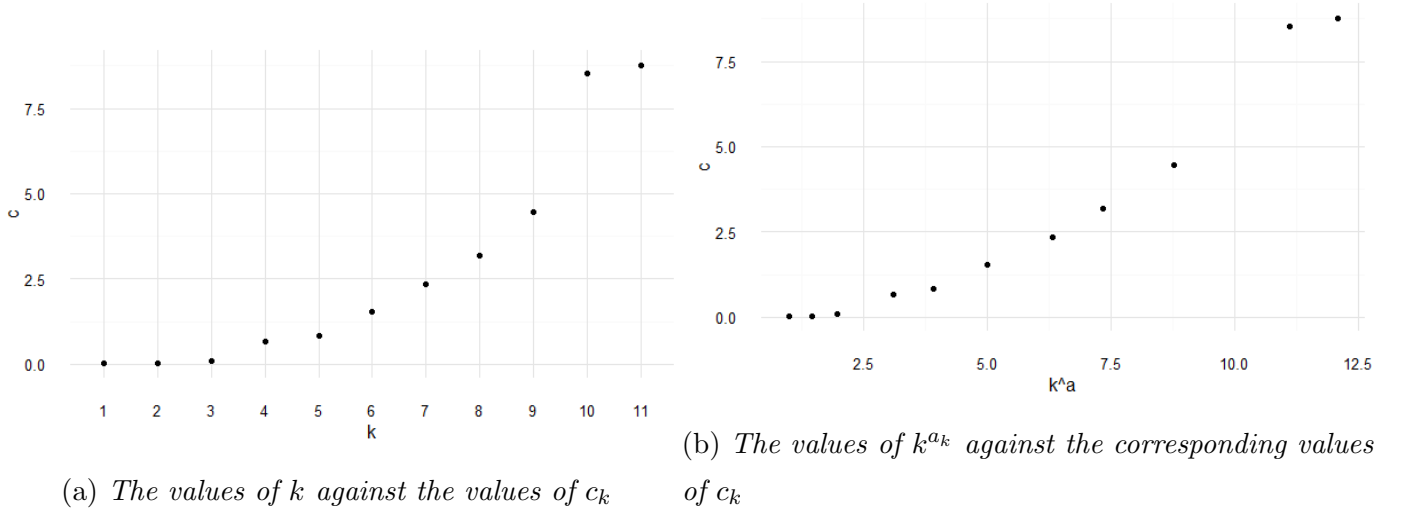 7.5
5.0
2.5
0.0
c
1 2 3 4 5 6 7 8 9 10 11
k
(a) The values of k against the values of c_k
7.5
5.0
2.5
0.0
c
2.5 5.0 7.5 10.0 12.5
k^a
(b) The values of k^{a_k} against the corresponding values
of c_k